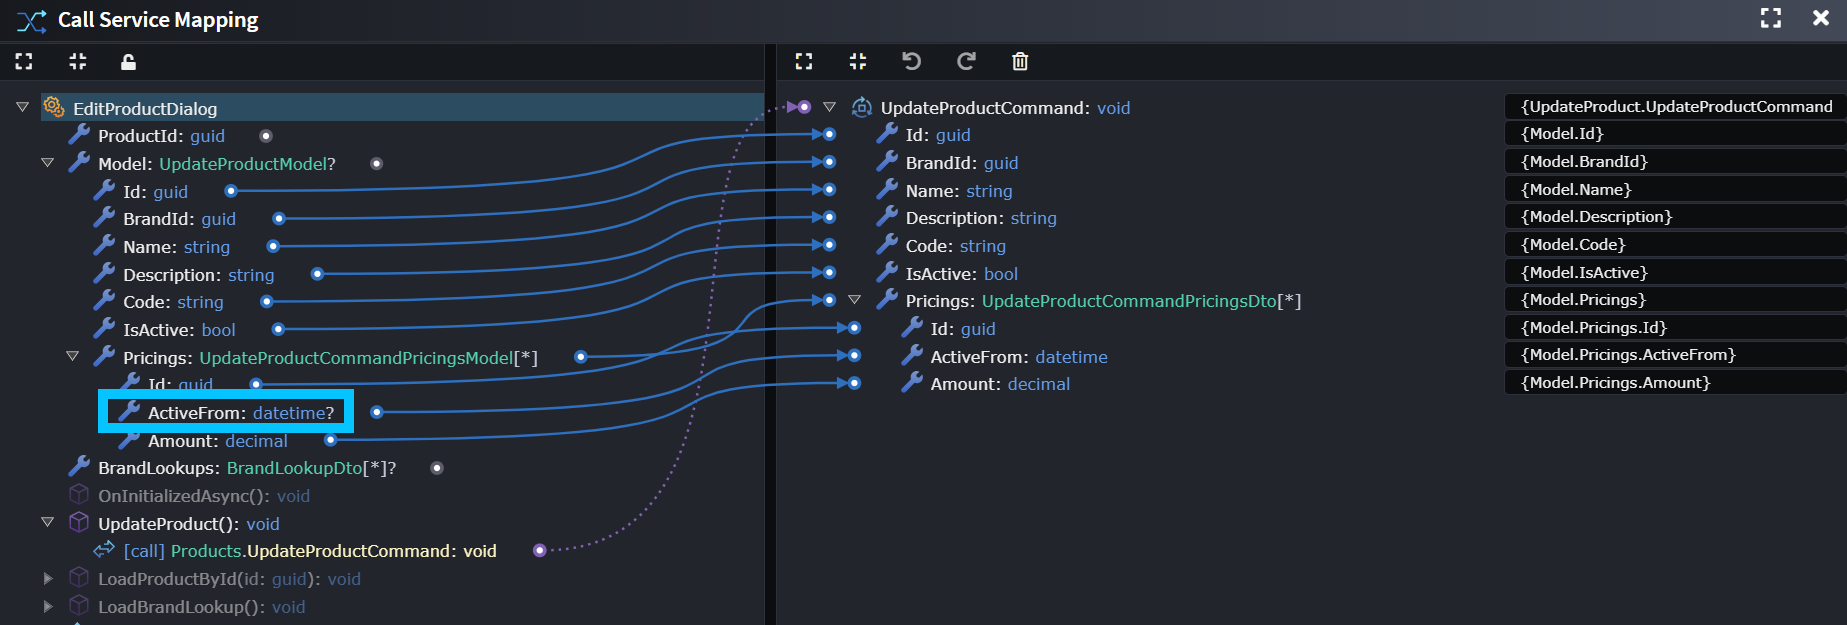 Call Service Mapping
EditProductDialog
ProductId: guid
Model: UpdateProductModel?
Id: guid
BrandId: guid
Name: string
Description: string
Code: string
IsActive: bool
Pricings: UpdateProductCommandPricingsModel[*]
Id: guid
ActiveFrom: datetime?
Amount: decimal
BrandLookups: BrandLookupDto[*]?
OnInitializedAsync(): void
UpdateProduct(): void
[call] Products.UpdateProductCommand: void
LoadProductById(id: guid): void
LoadBrandLookup(): void
UpdateProductCommand: void
{UpdateProduct.UpdateProductCommand
Id: guid
{Model.Id}
BrandId: guid
{Model.BrandId}
Name: string
{Model.Name}
Description: string
{Model.Description}
Code: string
{Model.Code}
IsActive: bool
{Model.IsActive}
Pricings: UpdateProductCommandPricingsDto[*]
{Model.Pricings}
Id: guid
{Model.Pricings.Id}
ActiveFrom: datetime
{Model.Pricings.ActiveFrom}
Amount: decimal
{Model.Pricings.Amount}